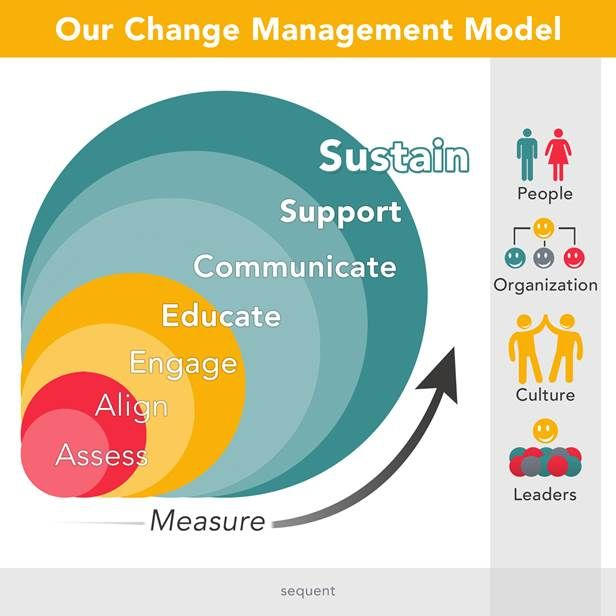 Our Change Management Model
Sustain
Support
Communicate
Educate
Engage
Align
Assess
Measure
People
Organization
Culture
Leaders
sequent